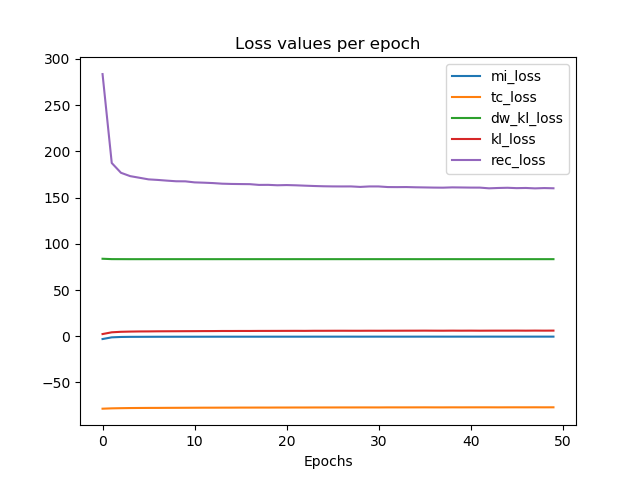 Loss values per epoch
300
250
200
150
100
50
0
−50
0 10 20 30 40 50
Epochs
mi_loss
tc_loss
dw_kl_loss
kl_loss
rec_loss